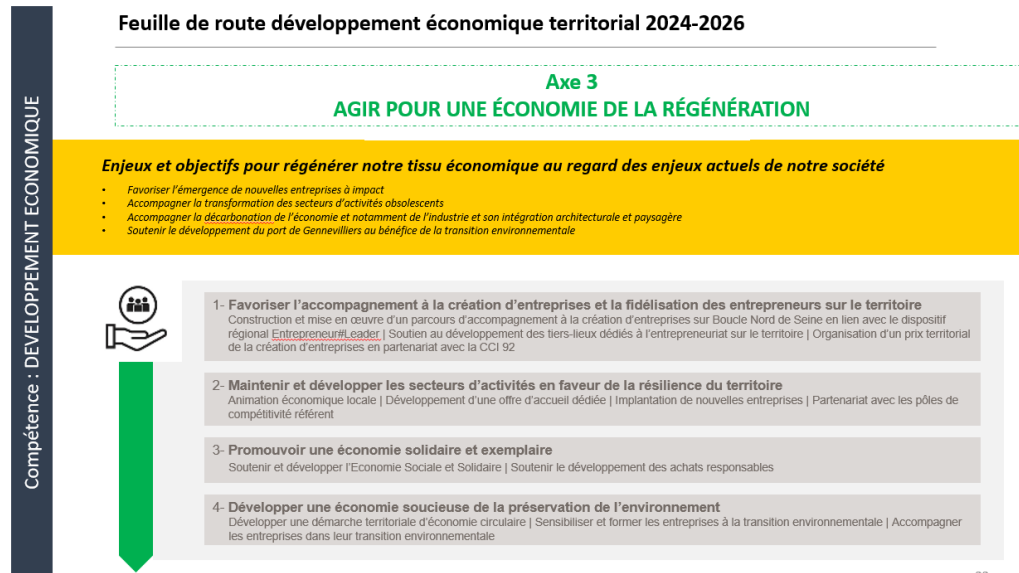 Feuille de route développement économique territorial 2024-2026
Compétence : DEVELOPPEMENT ECONOMIQUE
Axe 3
AGIR POUR UNE ÉCONOMIE DE LA RÉGÉNÉRATION
Enjeux et objectifs pour régénérer notre tissu économique au regard des enjeux actuels de notre société
• Favoriser l'émergence de nouvelles entreprises à impact
• Accompagner la transformation des secteurs d'activités obsolescents
• Accompagner la décarbonation de l'économie et notamment de l'industrie et son intégration architecturale et paysagère
• Soutenir le développement du port de Gennevilliers au bénéfice de la transition environnementale
1- Favoriser l'accompagnement à la création d'entreprises et la fidélisation des entrepreneurs sur le territoire
Construction et mise en œuvre d'un parcours d'accompagnement à la création d'entreprises sur Boucle Nord de Seine en lien avec le dispositif
régional Entrepreneur#Leader | Soutien au développement des tiers-lieux dédiés à l'entrepreneuriat sur le territoire | Organisation d'un prix territorial
de la création d'entreprises en partenariat avec la CCI 92
2- Maintenir et développer les secteurs d'activités en faveur de la résilience du territoire
Animation économique locale | Développement d'une offre d'accueil dédiée | Implantation de nouvelles entreprises | Partenariat avec les pôles de
compétitivité référent
3- Promouvoir une économie solidaire et exemplaire
Soutenir et développer l'Economie Sociale et Solidaire | Soutenir le développement des achats responsables
4- Développer une économie soucieuse de la préservation de l'environnement
Développer une démarche territoriale d'économie circulaire | Sensibiliser et former les entreprises à la transition environnementale | Accompagner
les entreprises dans leur transition environnementale